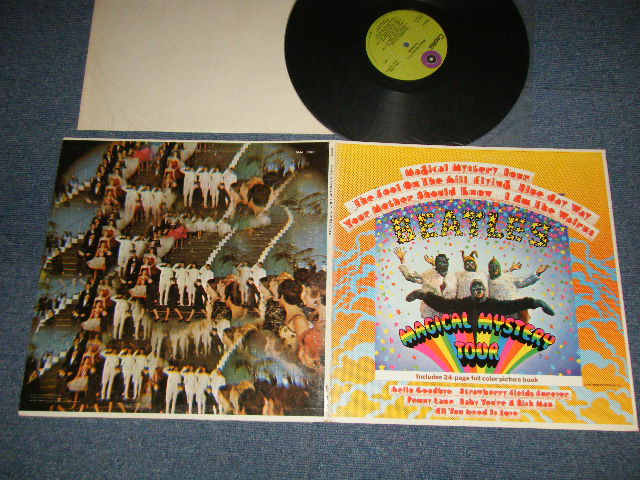 Capitol
Magical Mystery Tour
The Fool On The Hill Flying Blue Jay Way
Your Mother Should Know I Am The Walrus
BEATLES
MAGICAL MYSTERY
TOUR
Includes 24-page full color picture book
Hello Goodbye Strawberry Fields Forever
Penny Lane Baby You're A Rich Man
All You Need Is Love